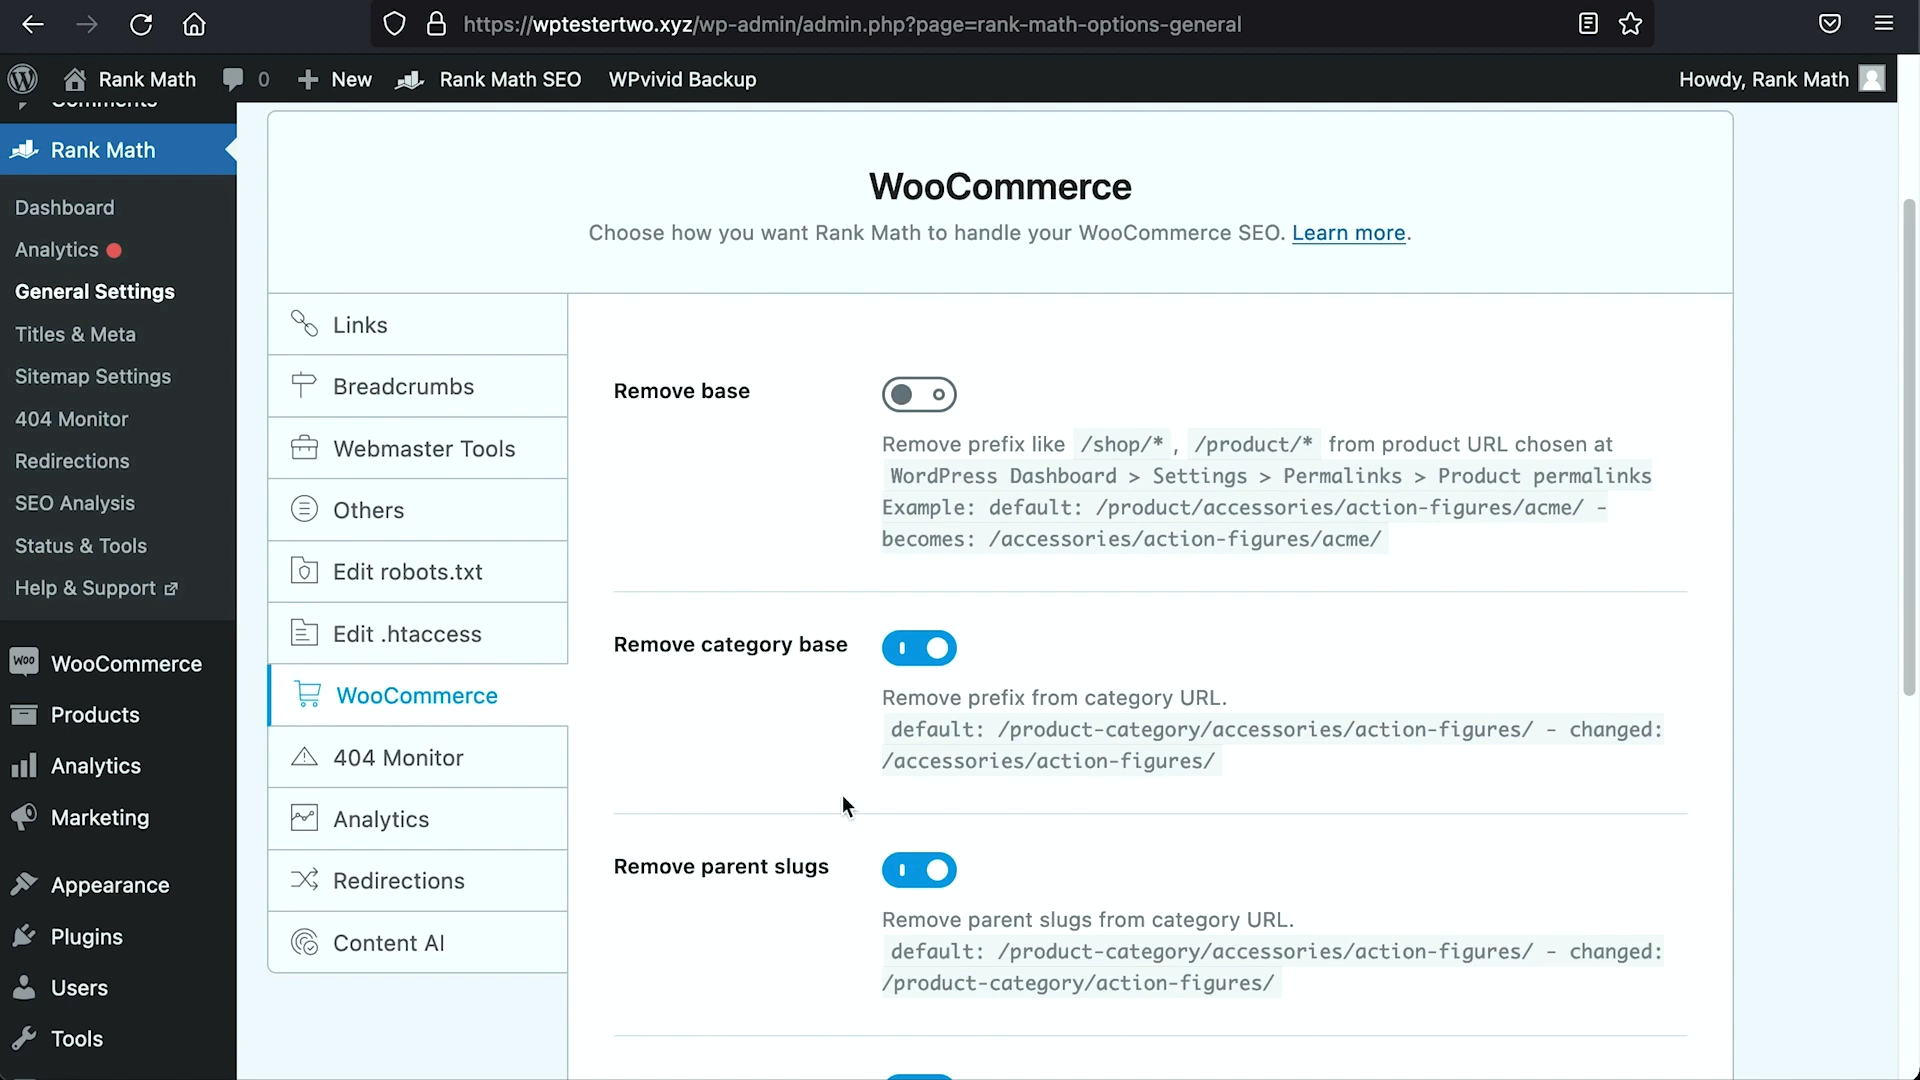 https://wptestertwo.xyz/wp-admin/admin.php?page=rank-math-options-general
Rank Math
0
New
Rank Math SEO
WPvivid Backup
Howdy, Rank Math
Comments
Rank Math
Dashboard
Analytics
General Settings
Titles & Meta
Sitemap Settings
404 Monitor
Redirections
SEO Analysis
Status & Tools
Help & Support
Woo WooCommerce
Products
Analytics
Marketing
Appearance
Plugins
Users
Tools
WooCommerce
Choose how you want Rank Math to handle your WooCommerce SEO. Learn more.
Links
Breadcrumbs
Webmaster Tools
Others
Edit robots.txt
Edit .htaccess
WooCommerce
404 Monitor
Analytics
Redirections
Content AI
Remove base
Remove prefix like /shop/* , /product/* from product URL chosen at
WordPress Dashboard > Settings > Permalinks > Product permalinks
Example: default: /product/accessories/action-figures/acme/ -
becomes: /accessories/action-figures/acme/
Remove category base
Remove prefix from category URL.
default: /product-category/accessories/action-figures/ - changed:
/accessories/action-figures/
Remove parent slugs
Remove parent slugs from category URL.
default: /product-category/accessories/action-figures/ - changed:
/product-category/action-figures/